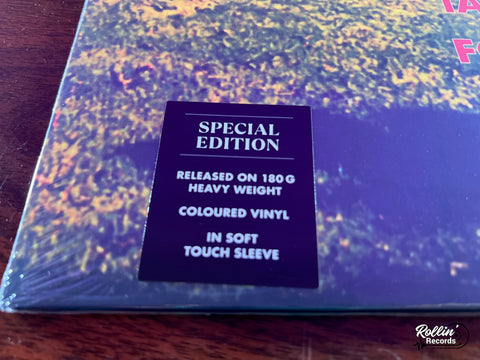 SPECIAL
EDITION
RELEASED ON 180G
HEAVY WEIGHT
COLOURED VINYL
IN SOFT
TOUCH SLEEVE
Rollin'
Records